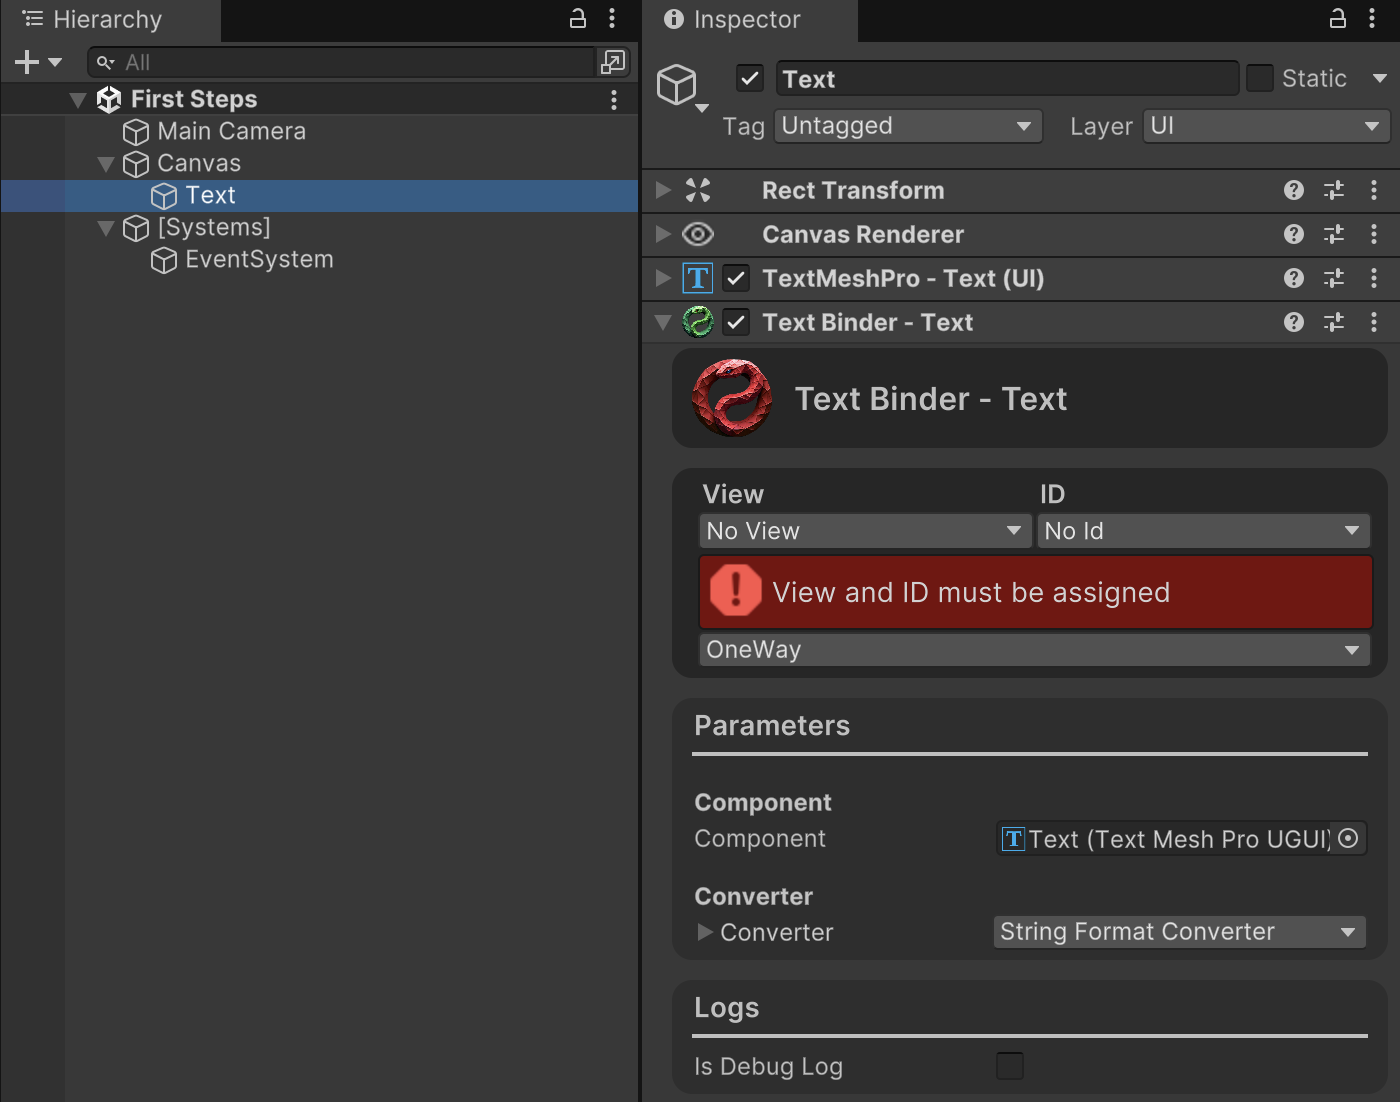 Hierarchy
All
First Steps
Main Camera
Canvas
Text
[Systems]
EventSystem
Inspector
Text
Static
Tag
Untagged
Layer
UI
Rect Transform
Canvas Renderer
TextMeshPro - Text (UI)
Text Binder - Text
Text Binder - Text
View
ID
No View
No Id
View and ID must be assigned
OneWay
Parameters
Component
Component
Text (Text Mesh Pro UGUI)
Converter
Converter
String Format Converter
Logs
Is Debug Log